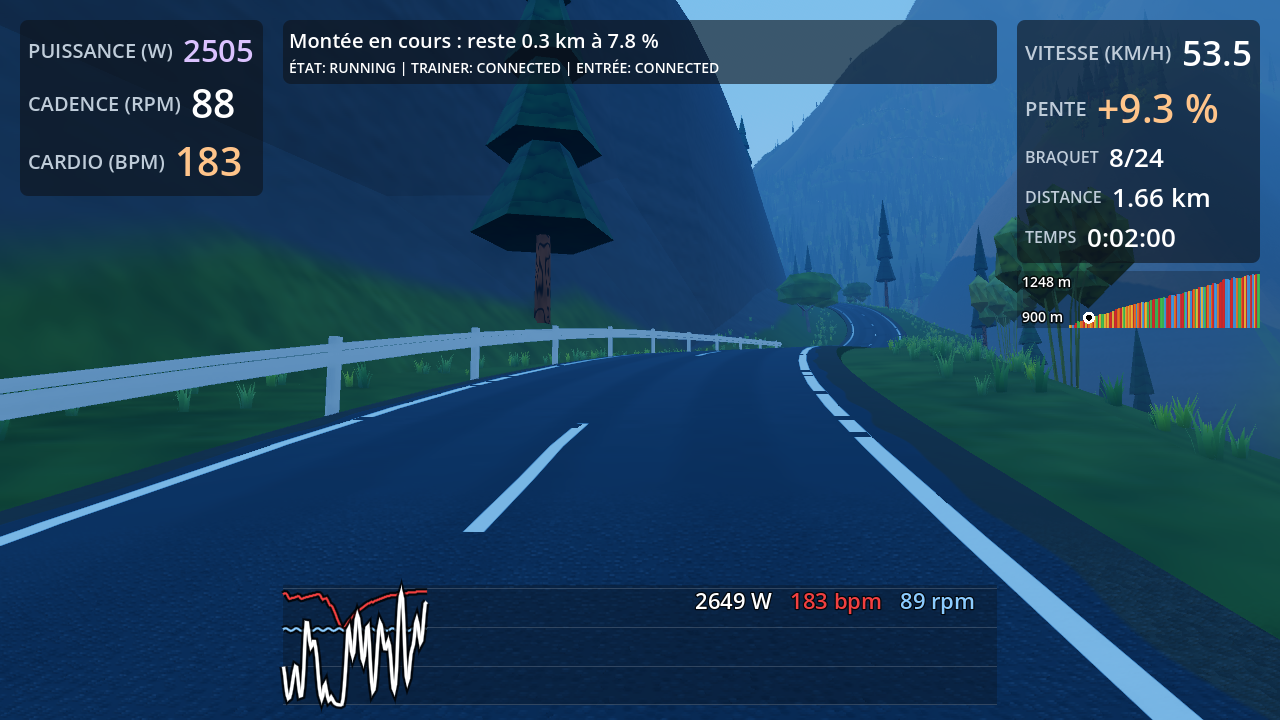 PUISSANCE (W) 2505
CADENCE (RPM) 88
CARDIO (BPM) 183
Montée en cours : reste 0.3 km à 7.8 %
ÉTAT: RUNNING | TRAINER: CONNECTED | ENTRÉE: CONNECTED
VITESSE (KM/H) 53.5
PENTE +9.3 %
BRAQUET 8/24
DISTANCE 1.66 km
TEMPS 0:02:00
1248 m
900 m
2649 W 183 bpm 89 rpm